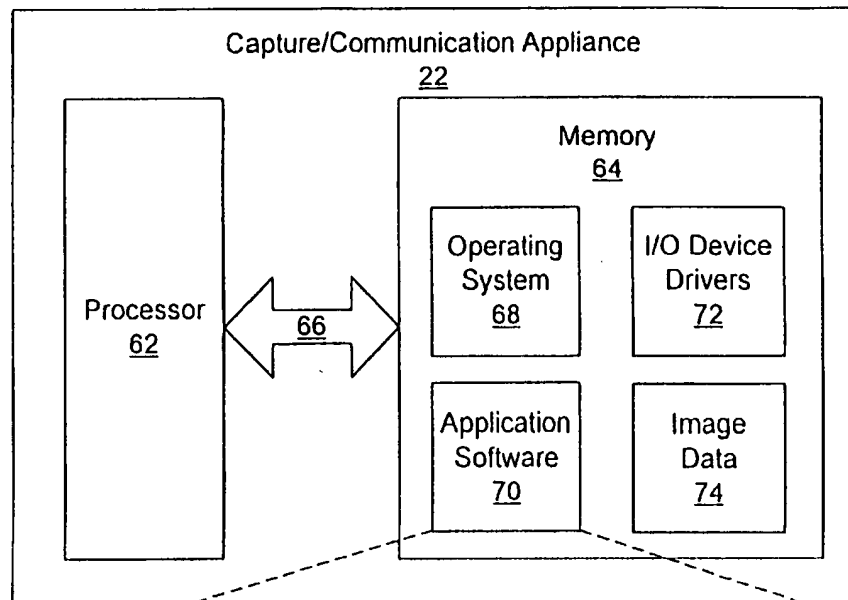 Capture/Communication Appliance
22
Processor
62
66
Memory
64
Operating
System
68
I/O Device
Drivers
72
Application
Software
70
Image
Data
74